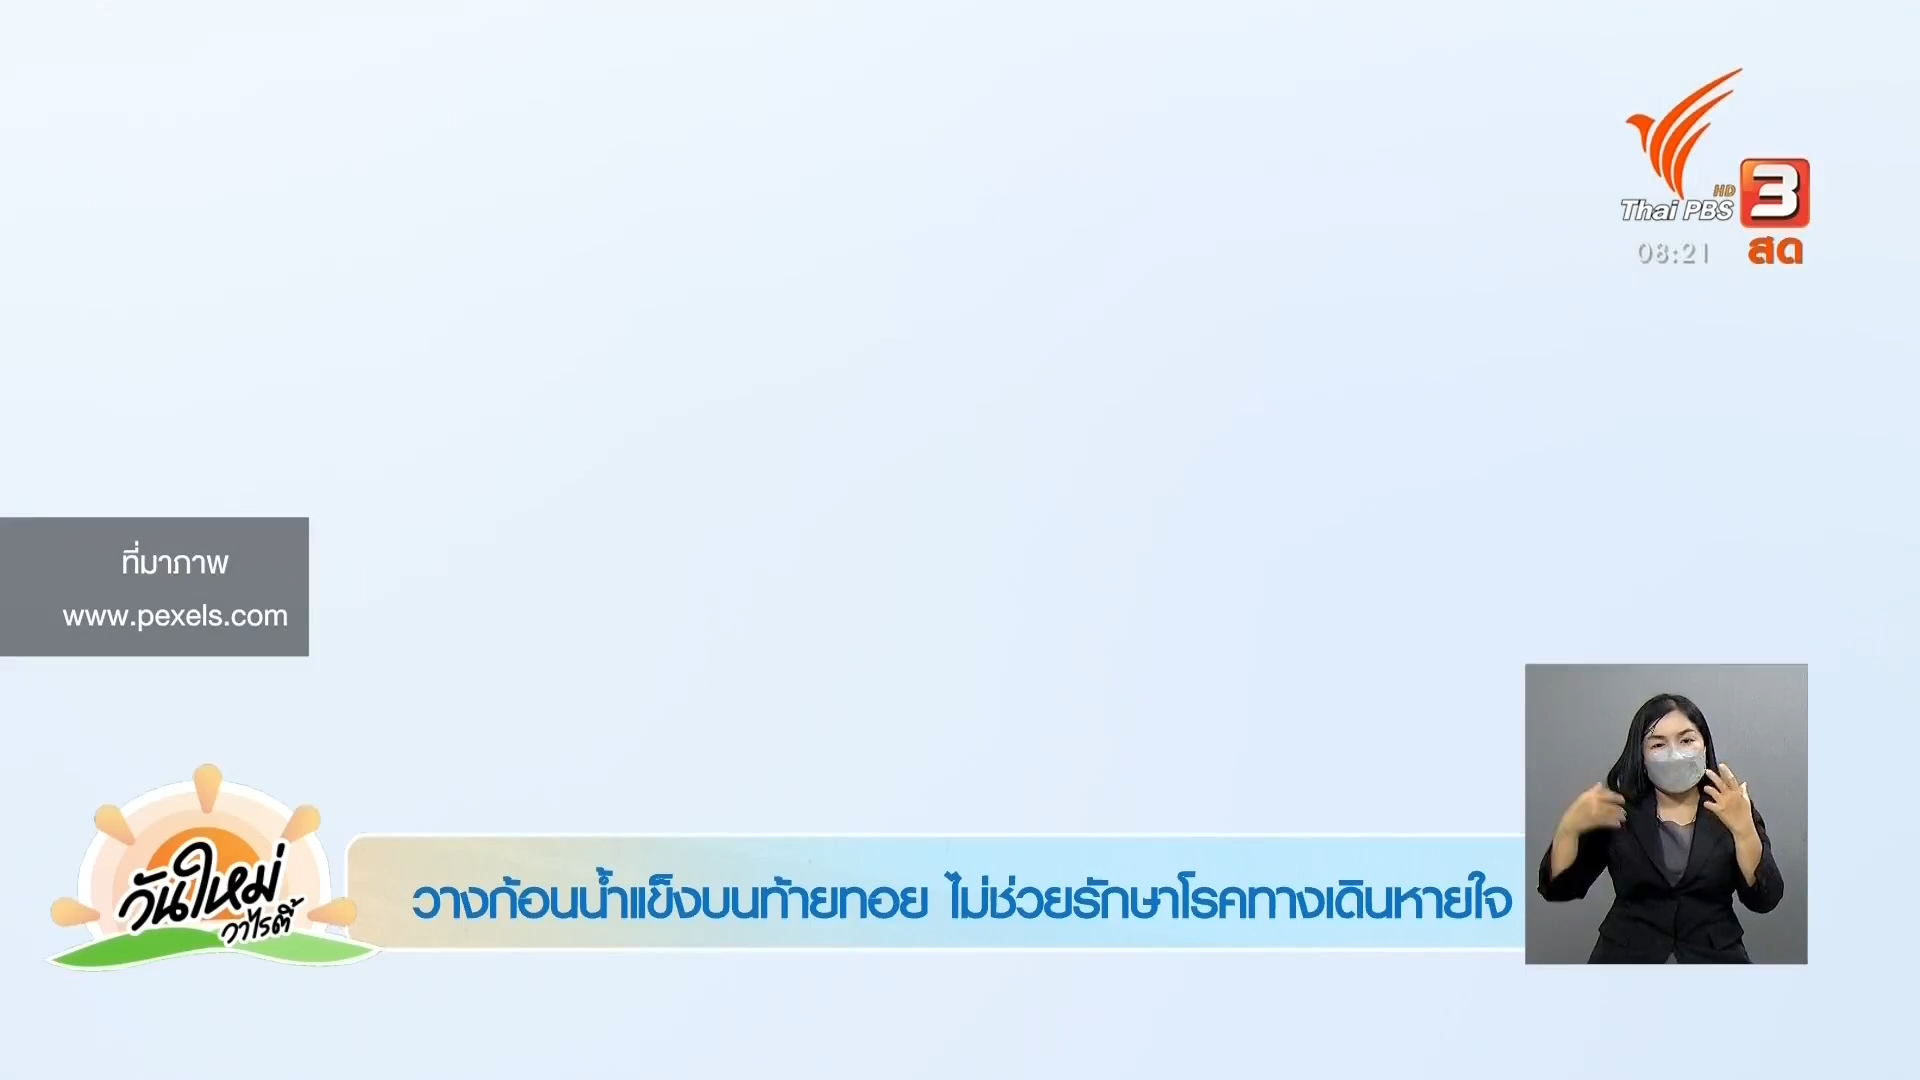 HD
Thai PBS 3
08:21 สด
ที่มาภาพ
www.pexels.com
วันใหม่
วาไรตี้
วางก้อนน้ำแข็งบนท้ายทอย ไม่ช่วยรักษาโรคทางเดินหายใจ